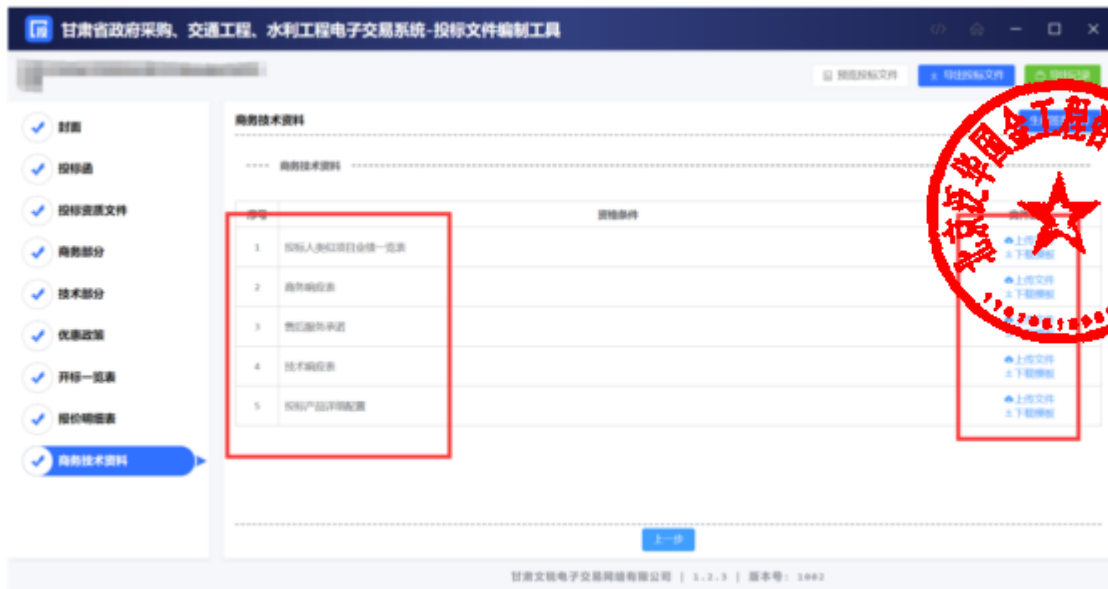 甘肃省政府采购、交通工程、水利工程电子交易系统-投标文件编制工具
预览投标文件
导出投标文件
封面
投标函
投标资质文件
商务部分
技术部分
优惠政策
开标一览表
报价明细表
商务技术资料
商务技术资料
商务技术资料
序号 资格条件
1 投标人类似项目业绩一览表 上传文件
下载模板
2 商务响应表 上传文件
下载模板
3 售后服务承诺
4 技术响应表 上传文件
下载模板
5 投标产品详细配置 上传文件
下载模板
上一步
甘肃文锐电子交易网络有限公司 | 1.2.3 | 版本号: 1002